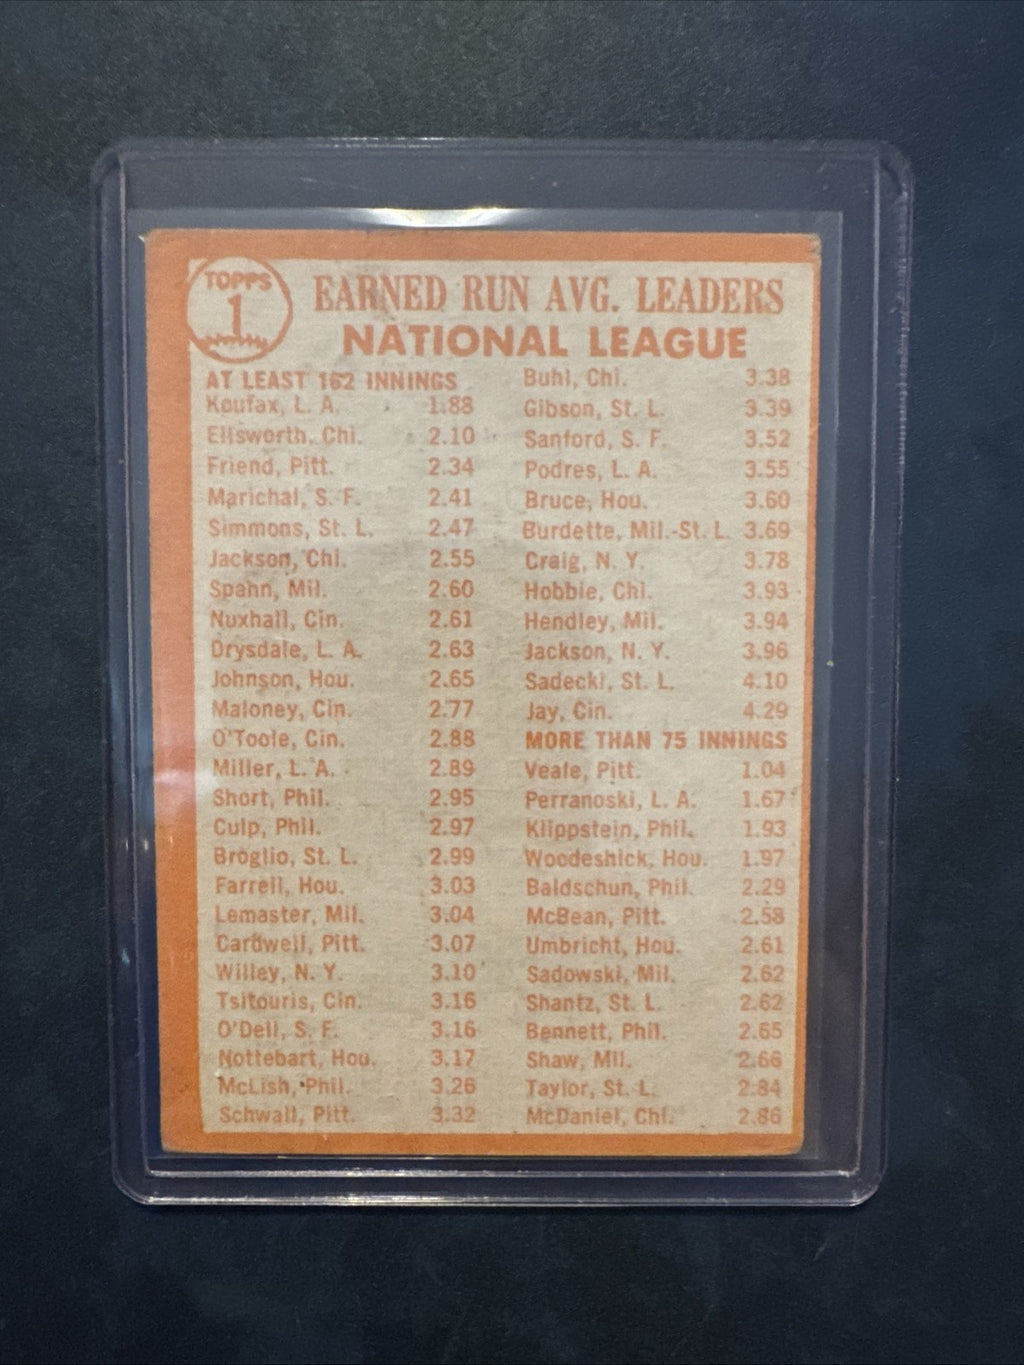 TOPPS
1
EARNED RUN AVG. LEADERS
NATIONAL LEAGUE
AT LEAST 162 INNINGS
Koufax, L. A. 1.88
Ellsworth, Chi. 2.10
Friend, Pitt. 2.34
Marichal, S. F. 2.41
Simmons, St. L. 2.47
Jackson, Chi. 2.55
Spahn, Mil. 2.60
Nuxhall, Cin. 2.61
Drysdale, L. A. 2.63
Johnson, Hou. 2.65
Maloney, Cin. 2.77
O'Toole, Cin. 2.88
Miller, L. A. 2.89
Short, Phil. 2.95
Culp, Phil. 2.97
Broglio, St. L. 2.99
Farrell, Hou. 3.03
Lemaster, Mil. 3.04
Cardwell, Pitt. 3.07
Willey, N. Y. 3.10
Tsitouris, Cin. 3.16
O'Dell, S. F. 3.16
Nottebart, Hou. 3.17
McLish, Phil. 3.26
Schwall, Pitt. 3.32
Buhl, Chi. 3.38
Gibson, St. L. 3.39
Sanford, S. F. 3.52
Podres, L. A. 3.55
Bruce, Hou. 3.60
Burdette, Mil.-St. L. 3.69
Craig, N. Y. 3.78
Hobbie, Chi. 3.93
Hendley, Mil. 3.94
Jackson, N. Y. 3.96
Sadecki, St. L. 4.10
Jay, Cin. 4.29
MORE THAN 75 INNINGS
Veale, Pitt. 1.04
Perranoski, L. A. 1.67
Klippstein, Phil. 1.93
Woodeshick, Hou. 1.97
Baldschun, Phil. 2.29
McBean, Pitt. 2.58
Umbricht, Hou. 2.61
Sadowski, Mil. 2.62
Shantz, St. L. 2.62
Bennett, Phil. 2.65
Shaw, Mil. 2.66
Taylor, St. L. 2.84
McDaniel, Chi. 2.86